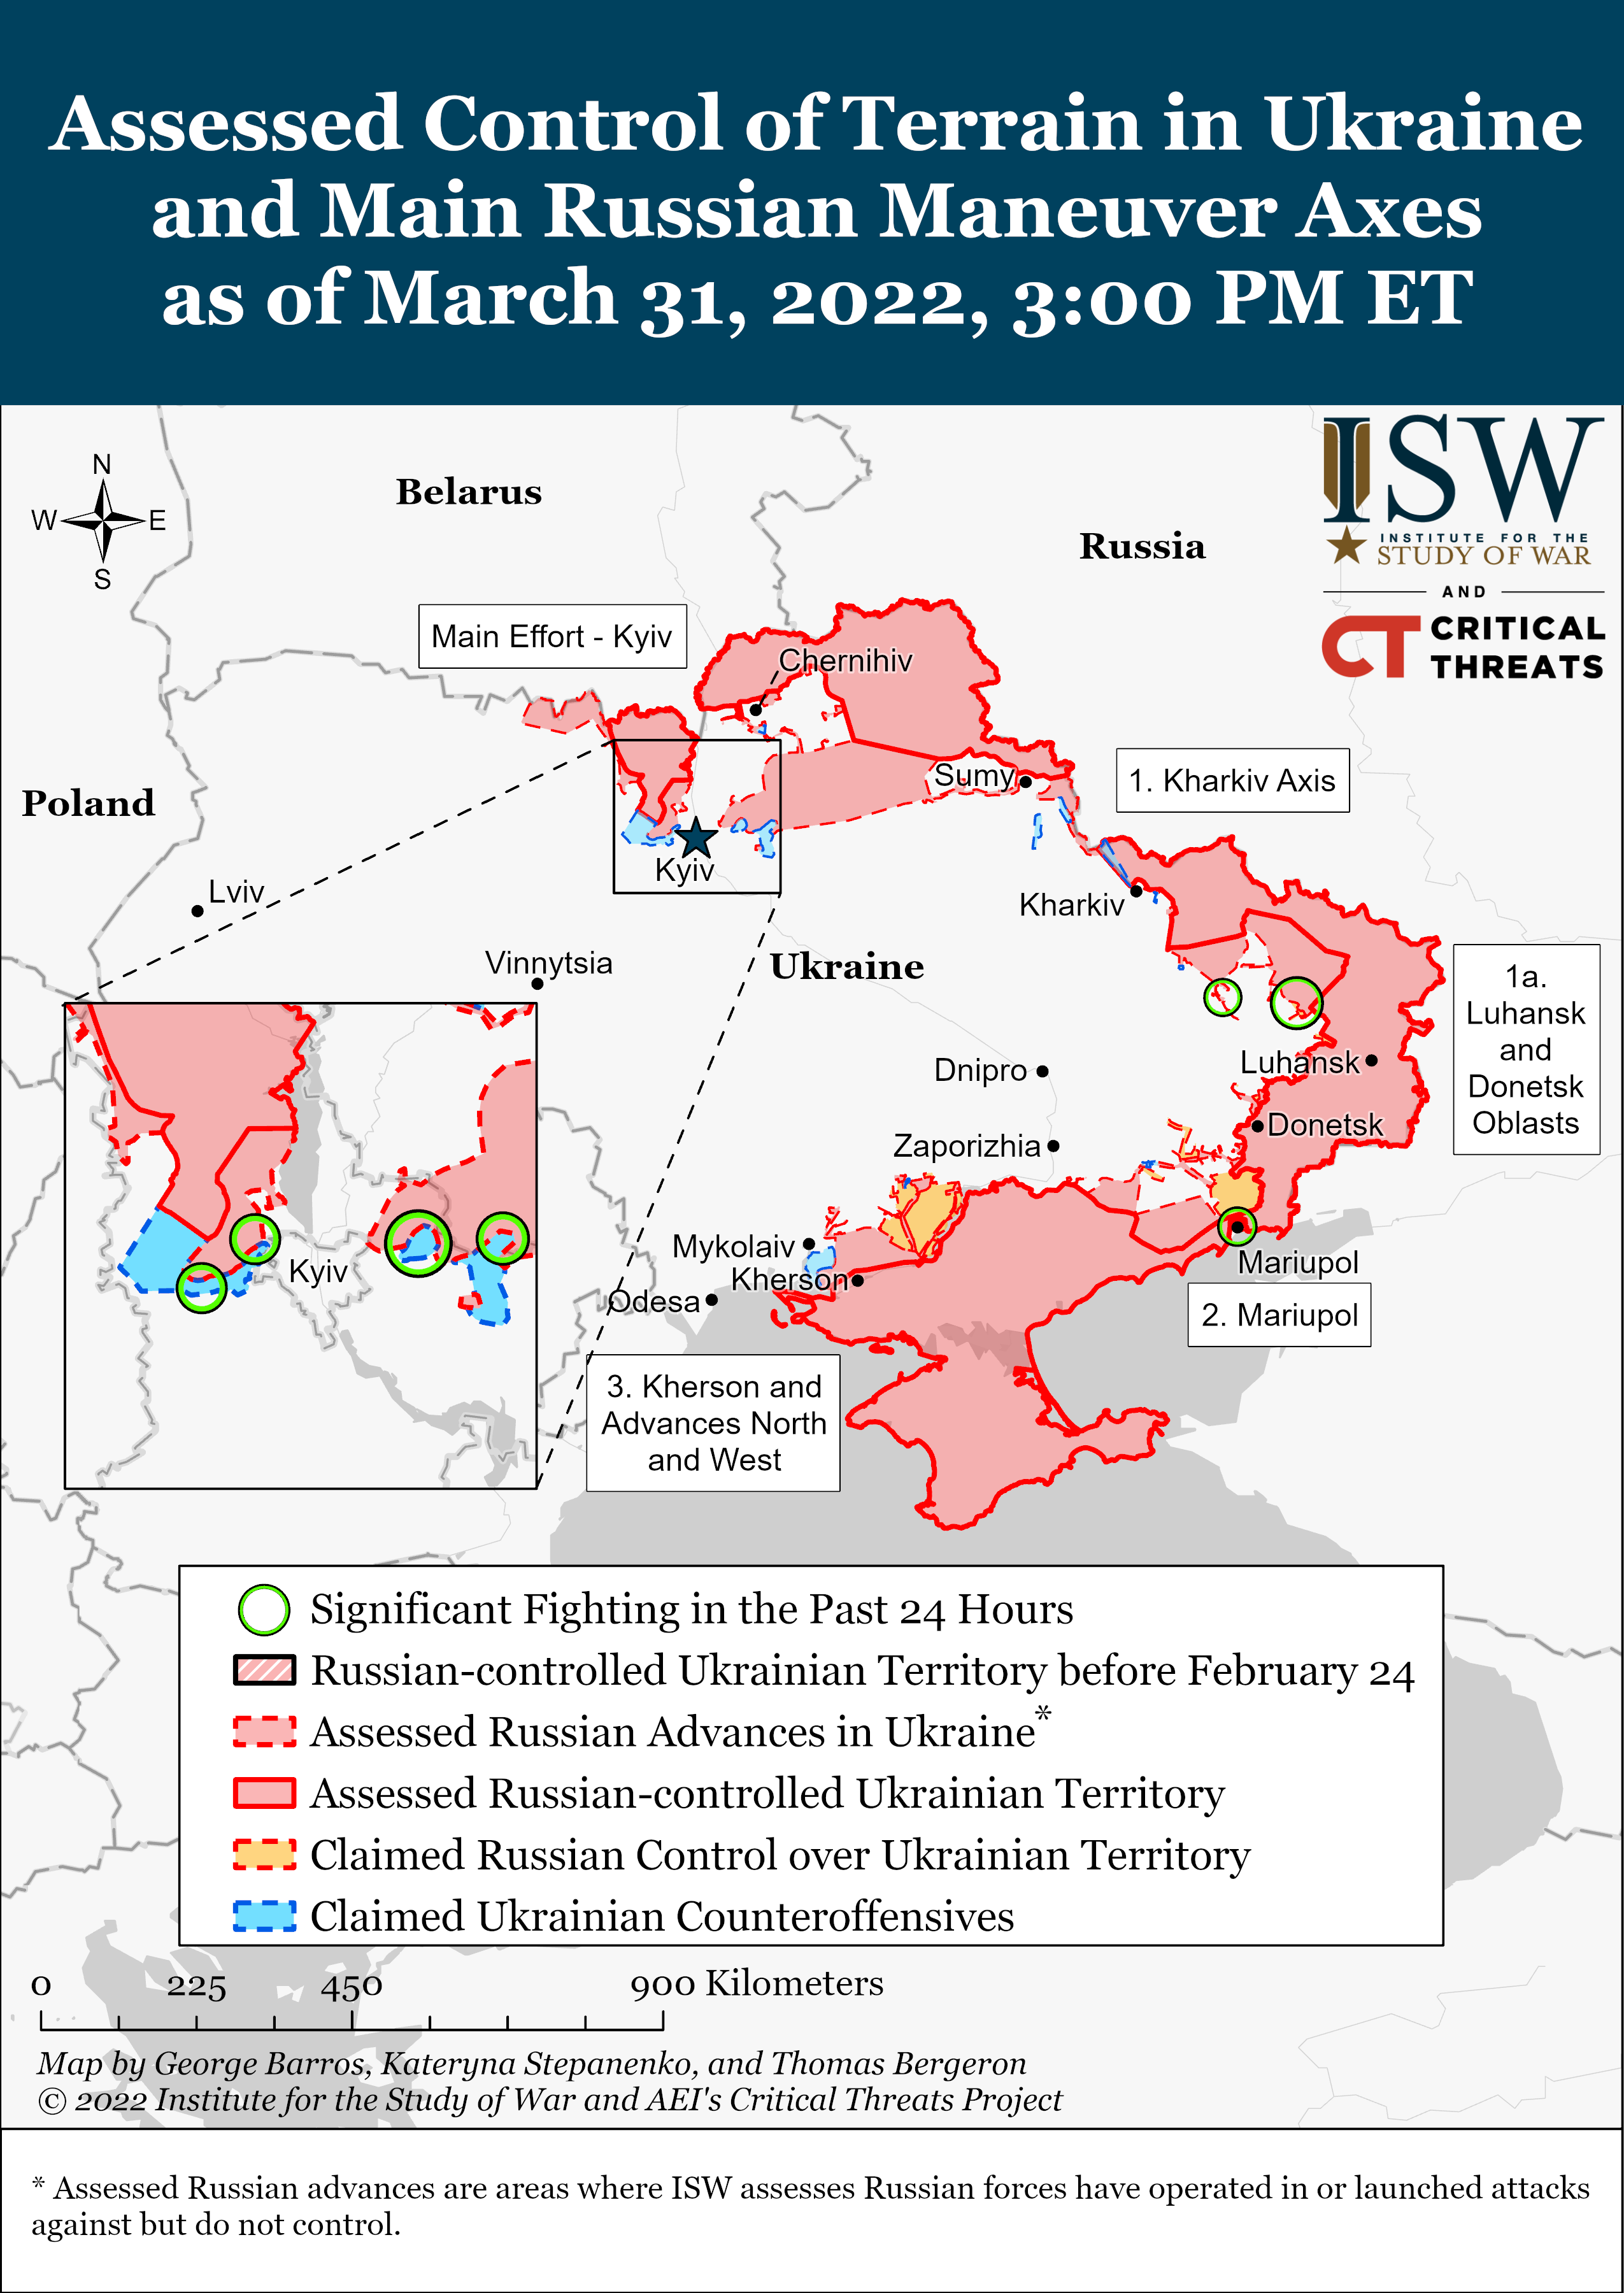 Assessed Control of Terrain in Ukraine
and Main Russian Maneuver Axes
as of March 31, 2022, 3:00 PM ET
ISW
INSTITUTE FOR THE
STUDY OF WAR
AND
CT CRITICAL
THREATS
N
W E
S
Belarus
Russia
Main Effort - Kyiv
Chernihiv
Sumy
1. Kharkiv Axis
Poland
Kyiv
Lviv
Kharkiv
Vinnytsia
Ukraine
1a.
Luhansk
and
Donetsk
Oblasts
Dnipro
Luhansk
Donetsk
Zaporizhia
Kyiv
Mykolaiv
Kherson
Odesa
Mariupol
2. Mariupol
3. Kherson and
Advances North
and West
Significant Fighting in the Past 24 Hours
Russian-controlled Ukrainian Territory before February 24
Assessed Russian Advances in Ukraine*
Assessed Russian-controlled Ukrainian Territory
Claimed Russian Control over Ukrainian Territory
Claimed Ukrainian Counteroffensives
0 225 450 900 Kilometers
Map by George Barros, Kateryna Stepanenko, and Thomas Bergeron
© 2022 Institute for the Study of War and AEI's Critical Threats Project
* Assessed Russian advances are areas where ISW assesses Russian forces have operated in or launched attacks
against but do not control.